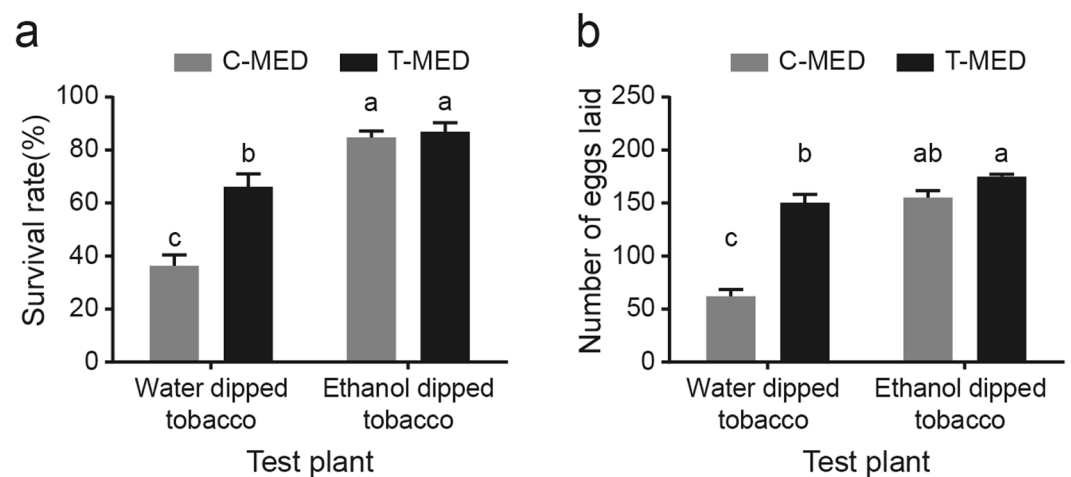 a
C-MED T-MED
Survival rate(%)
100
80
60
40
20
0
c
b
a
a
Water dipped
tobacco
Ethanol dipped
tobacco
Test plant
b
C-MED T-MED
Number of eggs laid
250
200
150
100
50
0
c
b
ab
a
Water dipped
tobacco
Ethanol dipped
tobacco
Test plant